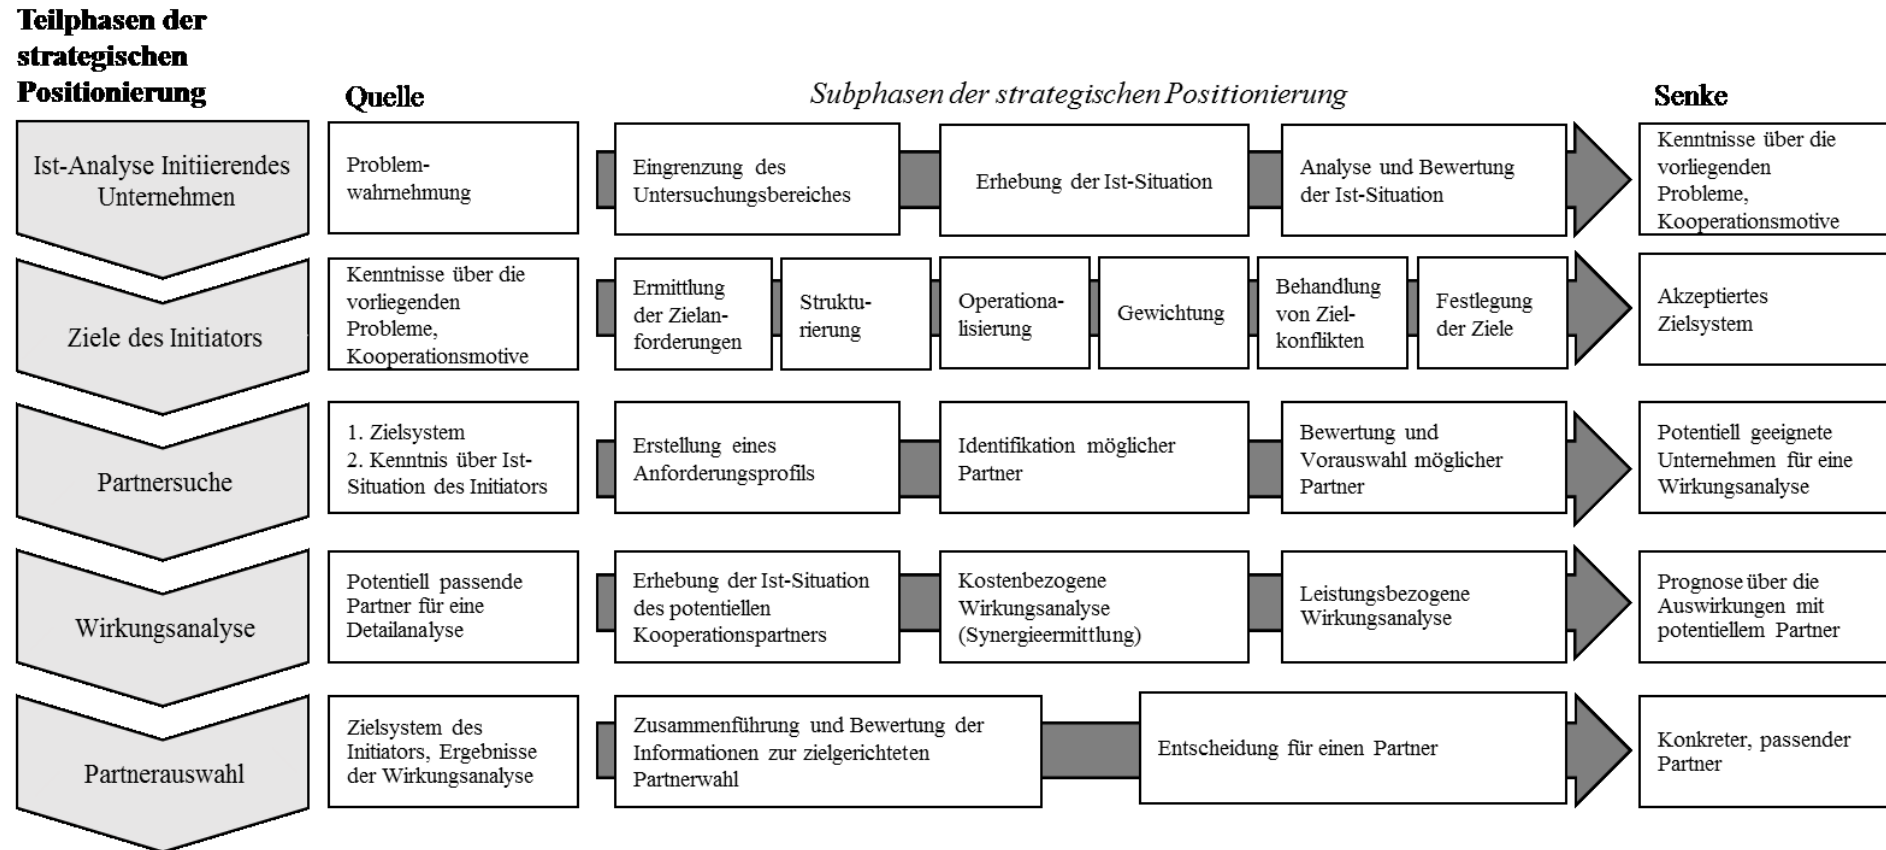 Teilphasen der
strategischen
Positionierung
Quelle
Subphasen der strategischen Positionierung
Senke
Ist-Analyse Initiierendes
Unternehmen
Problem-
wahrnehmung
Eingrenzung des
Untersuchungsbereiches
Erhebung der Ist-Situation
Analyse und Bewertung
der Ist-Situation
Kenntnisse über die
vorliegenden
Probleme,
Kooperationsmotive
Ziele des Initiators
Kenntnisse über die
vorliegenden
Probleme,
Kooperationsmotive
Ermittlung
der Zielan-
forderungen
Struktu-
rierung
Operationa-
lisierung
Gewichtung
Behandlung
von Ziel-
konflikten
Festlegung
der Ziele
Akzeptiertes
Zielsystem
Partnersuche
1. Zielsystem
2. Kenntnis über Ist-
Situation des Initiators
Erstellung eines
Anforderungsprofils
Identifikation möglicher
Partner
Bewertung und
Vorauswahl möglicher
Partner
Potentiell geeignete
Unternehmen für eine
Wirkungsanalyse
Wirkungsanalyse
Potentiell passende
Partner für eine
Detailanalyse
Erhebung der Ist-Situation
des potentiellen
Kooperationspartners
Kostenbezogene
Wirkungsanalyse
(Synergieermittlung)
Leistungsbezogene
Wirkungsanalyse
Prognose über die
Auswirkungen mit
potentiellem Partner
Partnerauswahl
Zielsystem des
Initiators, Ergebnisse
der Wirkungsanalyse
Zusammenführung und Bewertung der
Informationen zur zielgerichteten
Partnerwahl
Entscheidung für einen Partner
Konkreter, passender
Partner